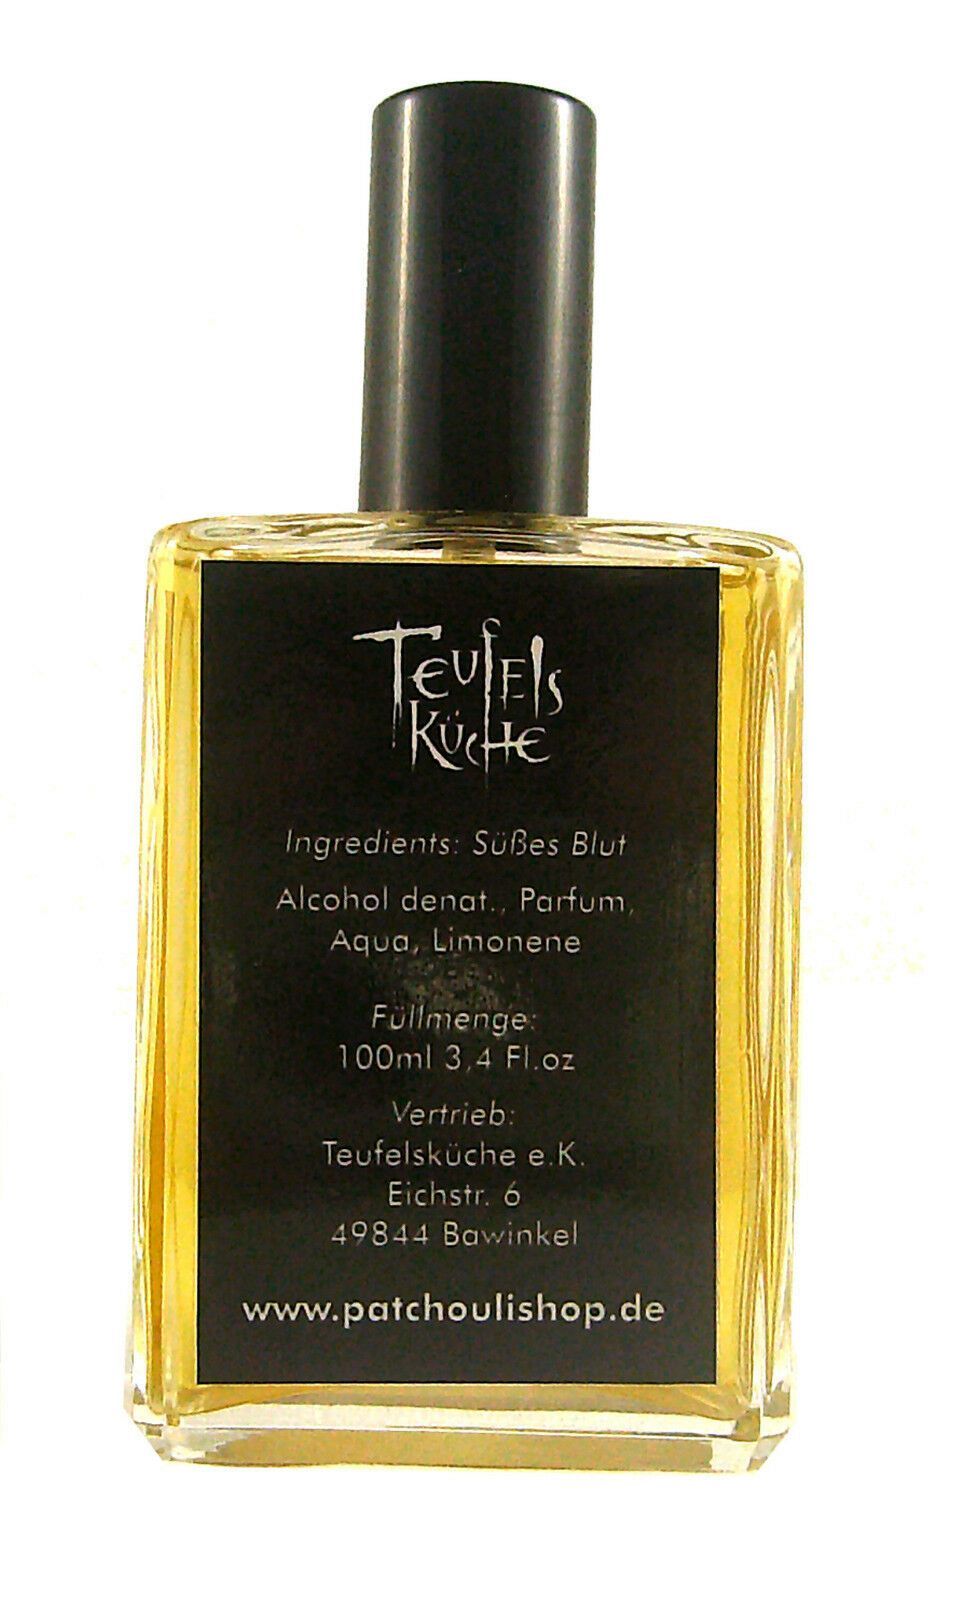 Teufels
Küche
Ingredients: Süßes Blut
Alcohol denat., Parfum,
Aqua, Limonene
Füllmenge:
100ml 3,4 Fl.oz
Vertrieb:
Teufelsküche e.K.
Eichstr. 6
49844 Bawinkel
www.patchoulishop.de